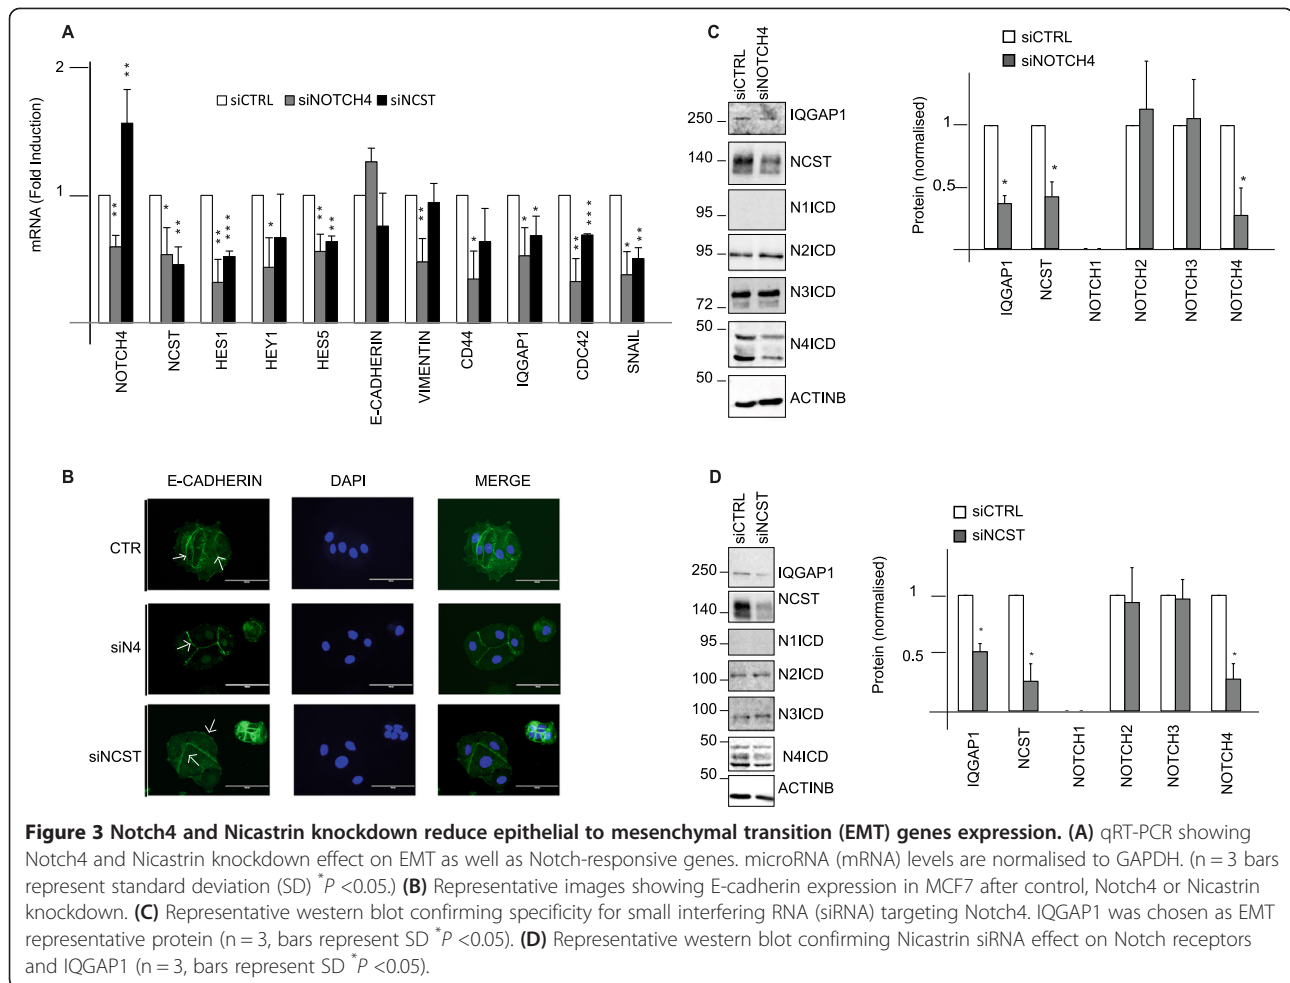 A
2
1
mRNA (Fold Induction)
siCTRL siNOTCH4 siNCST
** ** * ** ** *** * ** ** ** * * * ** *** * **
NOTCH4 NCST HES1 HEY1 HES5 E-CADHERIN VIMENTIN CD44 IQGAP1 CDC42 SNAIL
C
siCTRL siNOTCH4
250 IQGAP1
140 NCST
95 N1ICD
95 N2ICD
72 N3ICD
50 N4ICD
50 ACTINB
siCTRL
siNOTCH4
Protein (normalised)
1
0.5
* * *
IQGAP1 NCST NOTCH1 NOTCH2 NOTCH3 NOTCH4
B
E-CADHERIN DAPI MERGE
CTR
siN4
siNCST
D
siCTRL siNCST
250 IQGAP1
140 NCST
95 N1ICD
100 N2ICD
100 N3ICD
50 N4ICD
50 ACTINB
siCTRL
siNCST
Protein (normalised)
1
0.5
* * *
IQGAP1 NCST NOTCH1 NOTCH2 NOTCH3 NOTCH4
Figure 3 Notch4 and Nicastrin knockdown reduce epithelial to mesenchymal transition (EMT) genes expression. (A) qRT-PCR showing
Notch4 and Nicastrin knockdown effect on EMT as well as Notch-responsive genes. microRNA (mRNA) levels are normalised to GAPDH. (n = 3 bars
represent standard deviation (SD) *P <0.05.) (B) Representative images showing E-cadherin expression in MCF7 after control, Notch4 or Nicastrin
knockdown. (C) Representative western blot confirming specificity for small interfering RNA (siRNA) targeting Notch4. IQGAP1 was chosen as EMT
representative protein (n = 3, bars represent SD *P <0.05). (D) Representative western blot confirming Nicastrin siRNA effect on Notch receptors
and IQGAP1 (n = 3, bars represent SD *P <0.05).